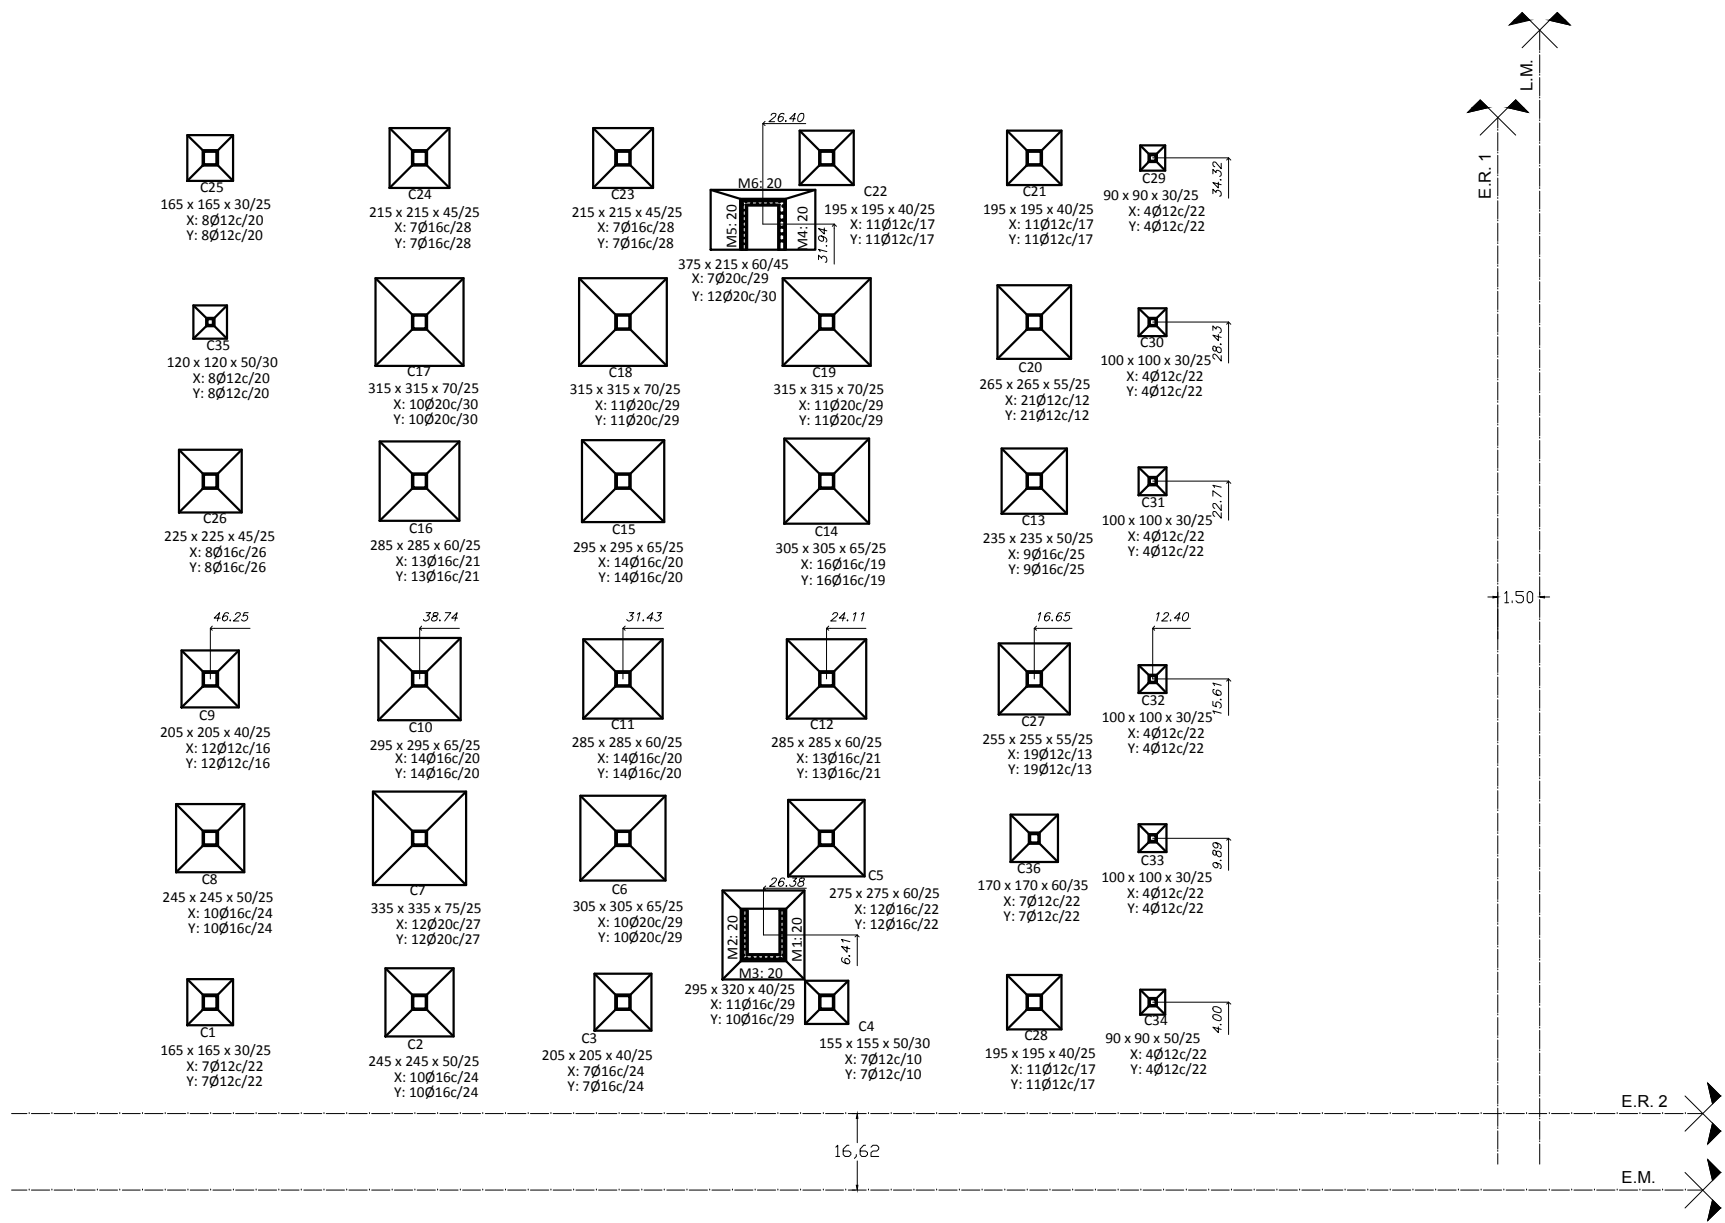 L.M.
E.R. 1
26.40
M6: 20
M5: 20
M4: 20
31.94
375 x 215 x 60/45
X: 7Ø20c/29
Y: 12Ø20c/30
C25
165 x 165 x 30/25
X: 8Ø12c/20
Y: 8Ø12c/20
C24
215 x 215 x 45/25
X: 7Ø16c/28
Y: 7Ø16c/28
C23
215 x 215 x 45/25
X: 7Ø16c/28
Y: 7Ø16c/28
C22
195 x 195 x 40/25
X: 11Ø12c/17
Y: 11Ø12c/17
C21
195 x 195 x 40/25
X: 11Ø12c/17
Y: 11Ø12c/17
C29
90 x 90 x 30/25
X: 4Ø12c/22
Y: 4Ø12c/22
34.32
C35
120 x 120 x 50/30
X: 8Ø12c/20
Y: 8Ø12c/20
C17
315 x 315 x 70/25
X: 10Ø20c/30
Y: 10Ø20c/30
C18
315 x 315 x 70/25
X: 11Ø20c/29
Y: 11Ø20c/29
C19
315 x 315 x 70/25
X: 11Ø20c/29
Y: 11Ø20c/29
C20
265 x 265 x 55/25
X: 21Ø12c/12
Y: 21Ø12c/12
C30
100 x 100 x 30/25
X: 4Ø12c/22
Y: 4Ø12c/22
28.43
C26
225 x 225 x 45/25
X: 8Ø16c/26
Y: 8Ø16c/26
C16
285 x 285 x 60/25
X: 13Ø16c/21
Y: 13Ø16c/21
C15
295 x 295 x 65/25
X: 14Ø16c/20
Y: 14Ø16c/20
C14
305 x 305 x 65/25
X: 16Ø16c/19
Y: 16Ø16c/19
C13
235 x 235 x 50/25
X: 9Ø16c/25
Y: 9Ø16c/25
C31
100 x 100 x 30/25
X: 4Ø12c/22
Y: 4Ø12c/22
22.71
1.50
46.25
38.74
31.43
24.11
16.65
12.40
C9
205 x 205 x 40/25
X: 12Ø12c/16
Y: 12Ø12c/16
C10
295 x 295 x 65/25
X: 14Ø16c/20
Y: 14Ø16c/20
C11
285 x 285 x 60/25
X: 14Ø16c/20
Y: 14Ø16c/20
C12
285 x 285 x 60/25
X: 13Ø16c/21
Y: 13Ø16c/21
C27
255 x 255 x 55/25
X: 19Ø12c/13
Y: 19Ø12c/13
C32
100 x 100 x 30/25
X: 4Ø12c/22
Y: 4Ø12c/22
15.61
C8
245 x 245 x 50/25
X: 10Ø16c/24
Y: 10Ø16c/24
C7
335 x 335 x 75/25
X: 12Ø20c/27
Y: 12Ø20c/27
C6
305 x 305 x 65/25
X: 10Ø20c/29
Y: 10Ø20c/29
C5
275 x 275 x 60/25
X: 12Ø16c/22
Y: 12Ø16c/22
C36
170 x 170 x 60/35
X: 7Ø12c/22
Y: 7Ø12c/22
C33
100 x 100 x 30/25
X: 4Ø12c/22
Y: 4Ø12c/22
9.89
26.38
M2: 20
M1: 20
M3: 20
6.41
295 x 320 x 40/25
X: 11Ø16c/29
Y: 10Ø16c/29
C1
165 x 165 x 30/25
X: 7Ø12c/22
Y: 7Ø12c/22
C2
245 x 245 x 50/25
X: 10Ø16c/24
Y: 10Ø16c/24
C3
205 x 205 x 40/25
X: 7Ø16c/24
Y: 7Ø16c/24
C4
155 x 155 x 50/30
X: 7Ø12c/10
Y: 7Ø12c/10
C28
195 x 195 x 40/25
X: 11Ø12c/17
Y: 11Ø12c/17
C34
90 x 90 x 50/25
X: 4Ø12c/22
Y: 4Ø12c/22
4.00
E.R. 2
16,62
E.M.